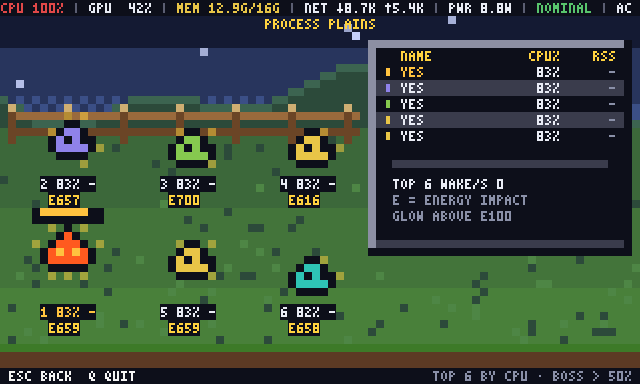 CPU 100% | GPU 42% | MEM 12.9G/16G | NET ↓8.7K ↑5.4K | PWR 8.8W | NOMINAL | AC
PROCESS PLAINS
NAME CPU% RSS
YES 83% -
YES 83% -
YES 83% -
YES 83% -
YES 83% -
TOP 6 WAKE/S 0
E = ENERGY IMPACT
GLOW ABOVE E100
2 83% -
E657
3 83% -
E700
4 83% -
E616
1 83% -
E659
5 83% -
E659
6 82% -
E658
ESC BACK Q QUIT
TOP 6 BY CPU · BOSS > 50%